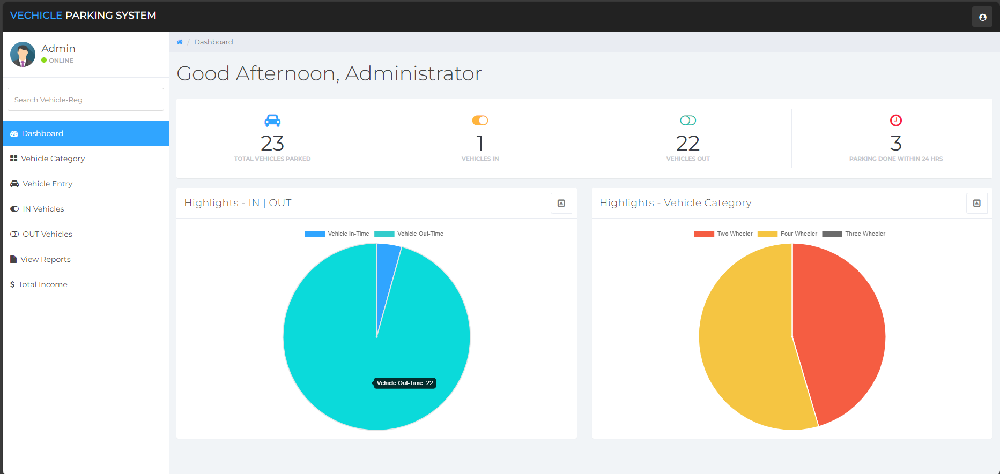 VECHICLE PARKING SYSTEM
Admin
ONLINE
Search Vehicle-Reg
Dashboard
Vehicle Category
Vehicle Entry
IN Vehicles
OUT Vehicles
View Reports
$ Total Income
/ Dashboard
Good Afternoon, Administrator
23
TOTAL VEHICLES PARKED
1
VEHICLES IN
22
VEHICLES OUT
3
PARKING DONE WITHIN 24 HRS
Highlights - IN | OUT
Vehicle In-Time Vehicle Out-Time
Vehicle Out-Time: 22
Highlights - Vehicle Category
Two Wheeler Four Wheeler Three Wheeler